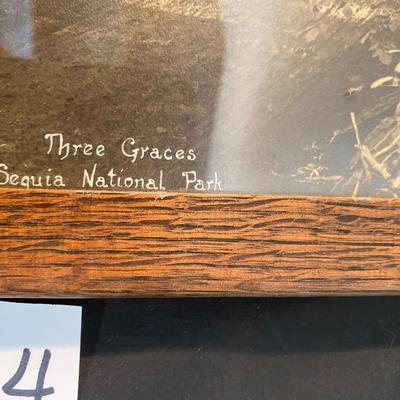 Three Graces
Sequia National Park
4